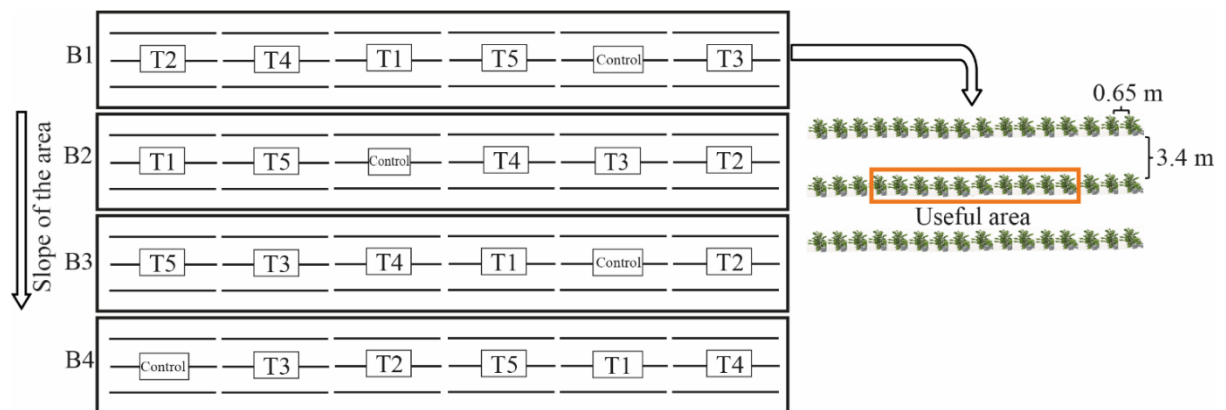 B1 T2 T4 T1 T5 Control T3
B2 T1 T5 Control T4 T3 T2
B3 T5 T3 T4 T1 Control T2
B4 Control T3 T2 T5 T1 T4
Slope of the area
0.65 m
3.4 m
Useful area